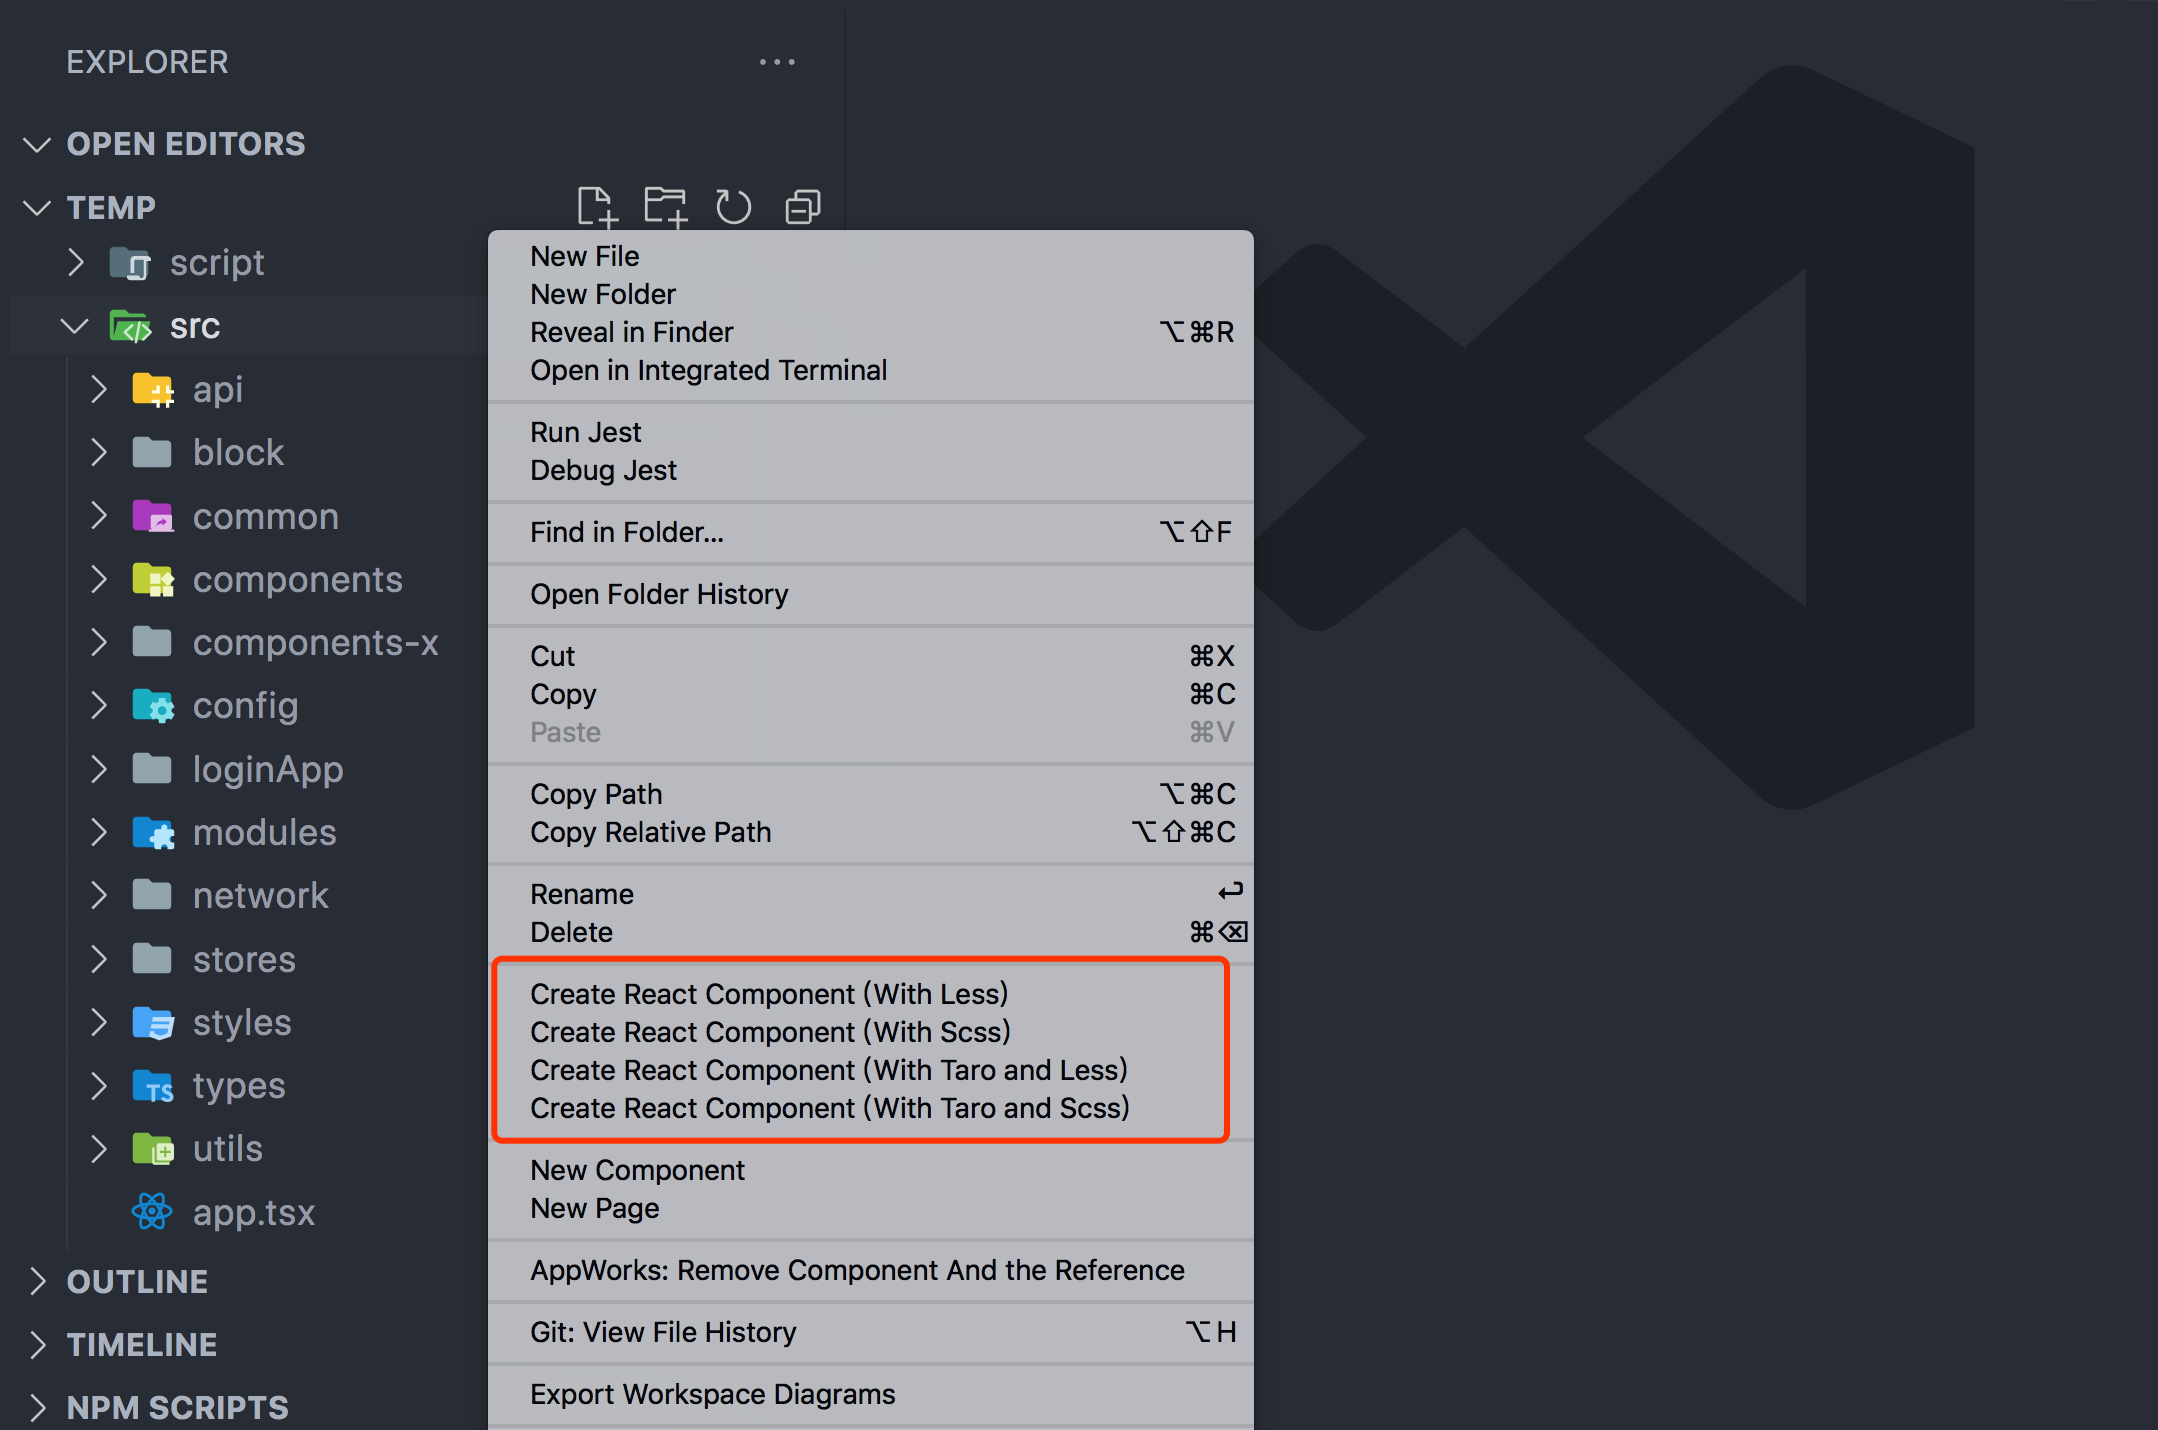 EXPLORER
OPEN EDITORS
TEMP
script
src
api
block
common
components
components-x
config
loginApp
modules
network
stores
styles
TS types
utils
app.tsx
OUTLINE
TIMELINE
NPM SCRIPTS
New File
New Folder
Reveal in Finder ⌥⌘R
Open in Integrated Terminal
Run Jest
Debug Jest
Find in Folder... ⌥⇧F
Open Folder History
Cut ⌘X
Copy ⌘C
Paste ⌘V
Copy Path ⌥⌘C
Copy Relative Path ⌥⇧⌘C
Rename ↩
Delete ⌘⌫
Create React Component (With Less)
Create React Component (With Scss)
Create React Component (With Taro and Less)
Create React Component (With Taro and Scss)
New Component
New Page
AppWorks: Remove Component And the Reference
Git: View File History ⌥H
Export Workspace Diagrams